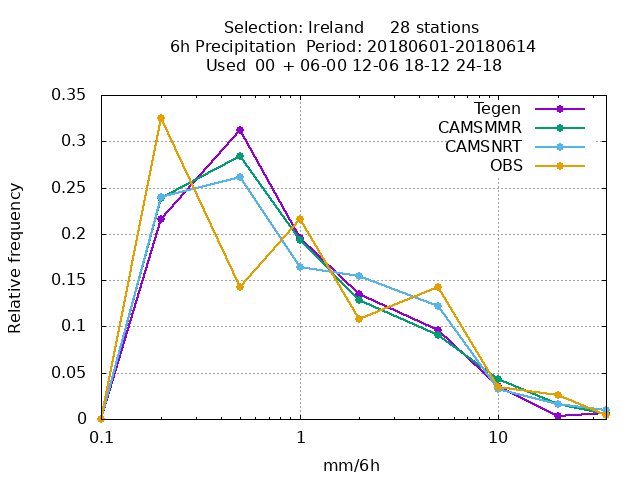 Selection: Ireland 28 stations
6h Precipitation Period: 20180601-20180614
Used 00 + 06-00 12-06 18-12 24-18
Tegen
CAMSMMR
CAMSNRT
OBS
0.35
0.3
0.25
0.2
0.15
0.1
0.05
0
Relative frequency
0.1 1 10
mm/6h